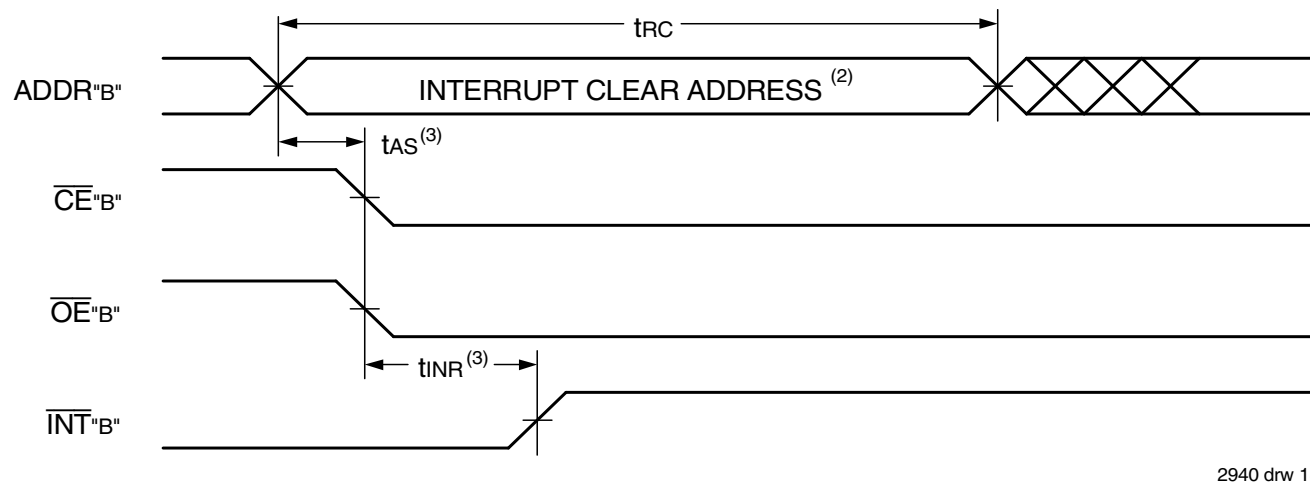 tRC
ADDR"B"
INTERRUPT CLEAR ADDRESS (2)
tAS(3)
CE"B"
OE"B"
tINR(3)
INT"B"
2940 drw 1